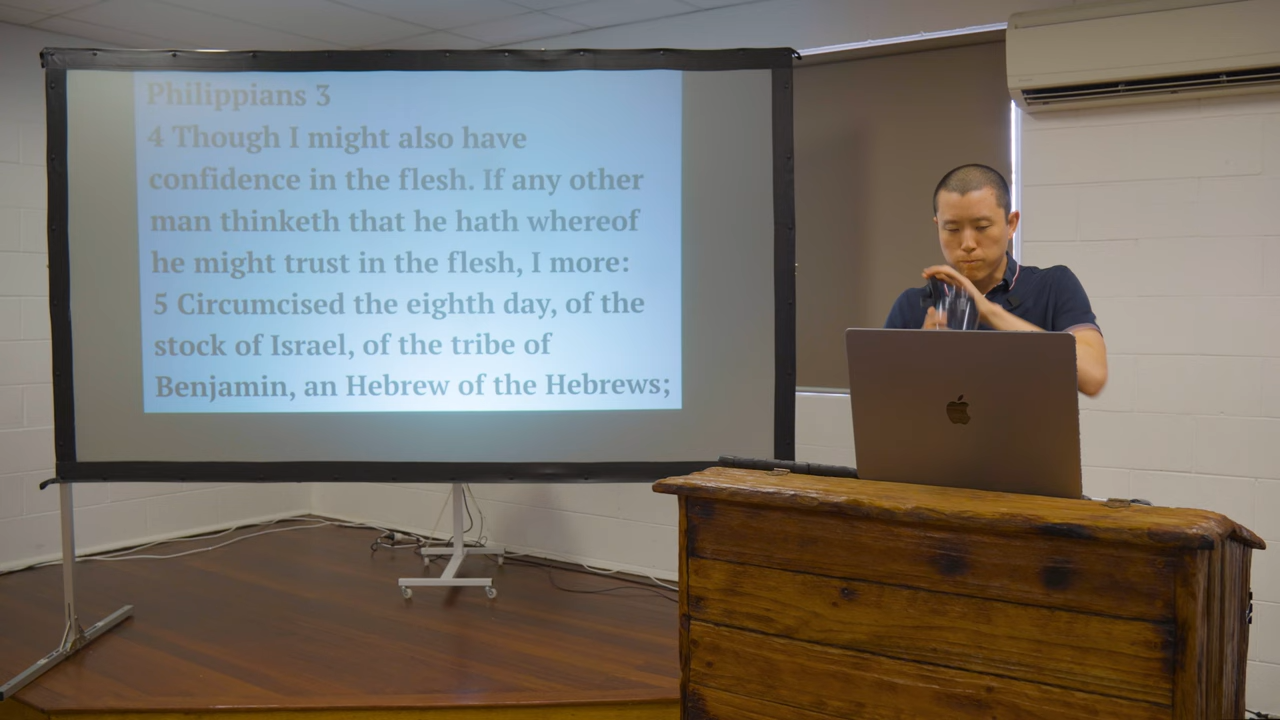 Philippians 3
4 Though I might also have
confidence in the flesh. If any other
man thinketh that he hath whereof
he might trust in the flesh, I more:
5 Circumcised the eighth day, of the
stock of Israel, of the tribe of
Benjamin, an Hebrew of the Hebrews;